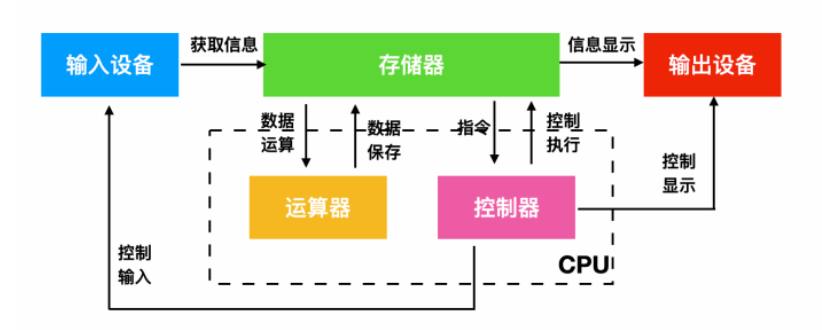 获取信息
信息显示
输入设备
存储器
输出设备
数据
运算
数据
保存
指令
控制
执行
控制
显示
运算器
控制器
控制
输入
CPU